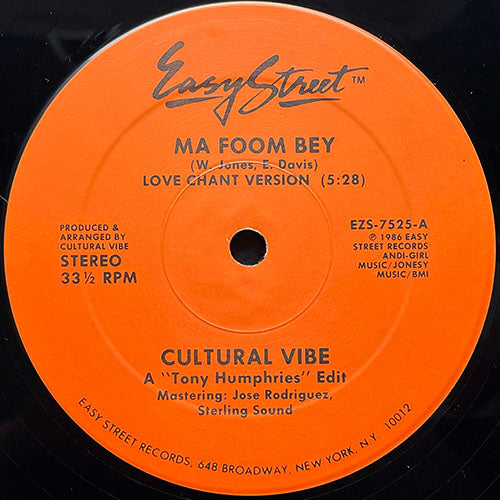 Easy Street™
MA FOOM BEY
(W. Jones, E. Davis)
LOVE CHANT VERSION (5:28)
PRODUCED &
ARRANGED BY
CULTURAL VIBE
STEREO
33 ⅓ RPM
EZS-7525-A
℗ 1986 EASY
STREET RECORDS
ANDI-GIRL
MUSIC/JONESY
MUSIC/BMI
CULTURAL VIBE
A "Tony Humphries" Edit
Mastering: Jose Rodriguez,
Sterling Sound
EASY STREET RECORDS, 648 BROADWAY, NEW YORK, N.Y. 10012